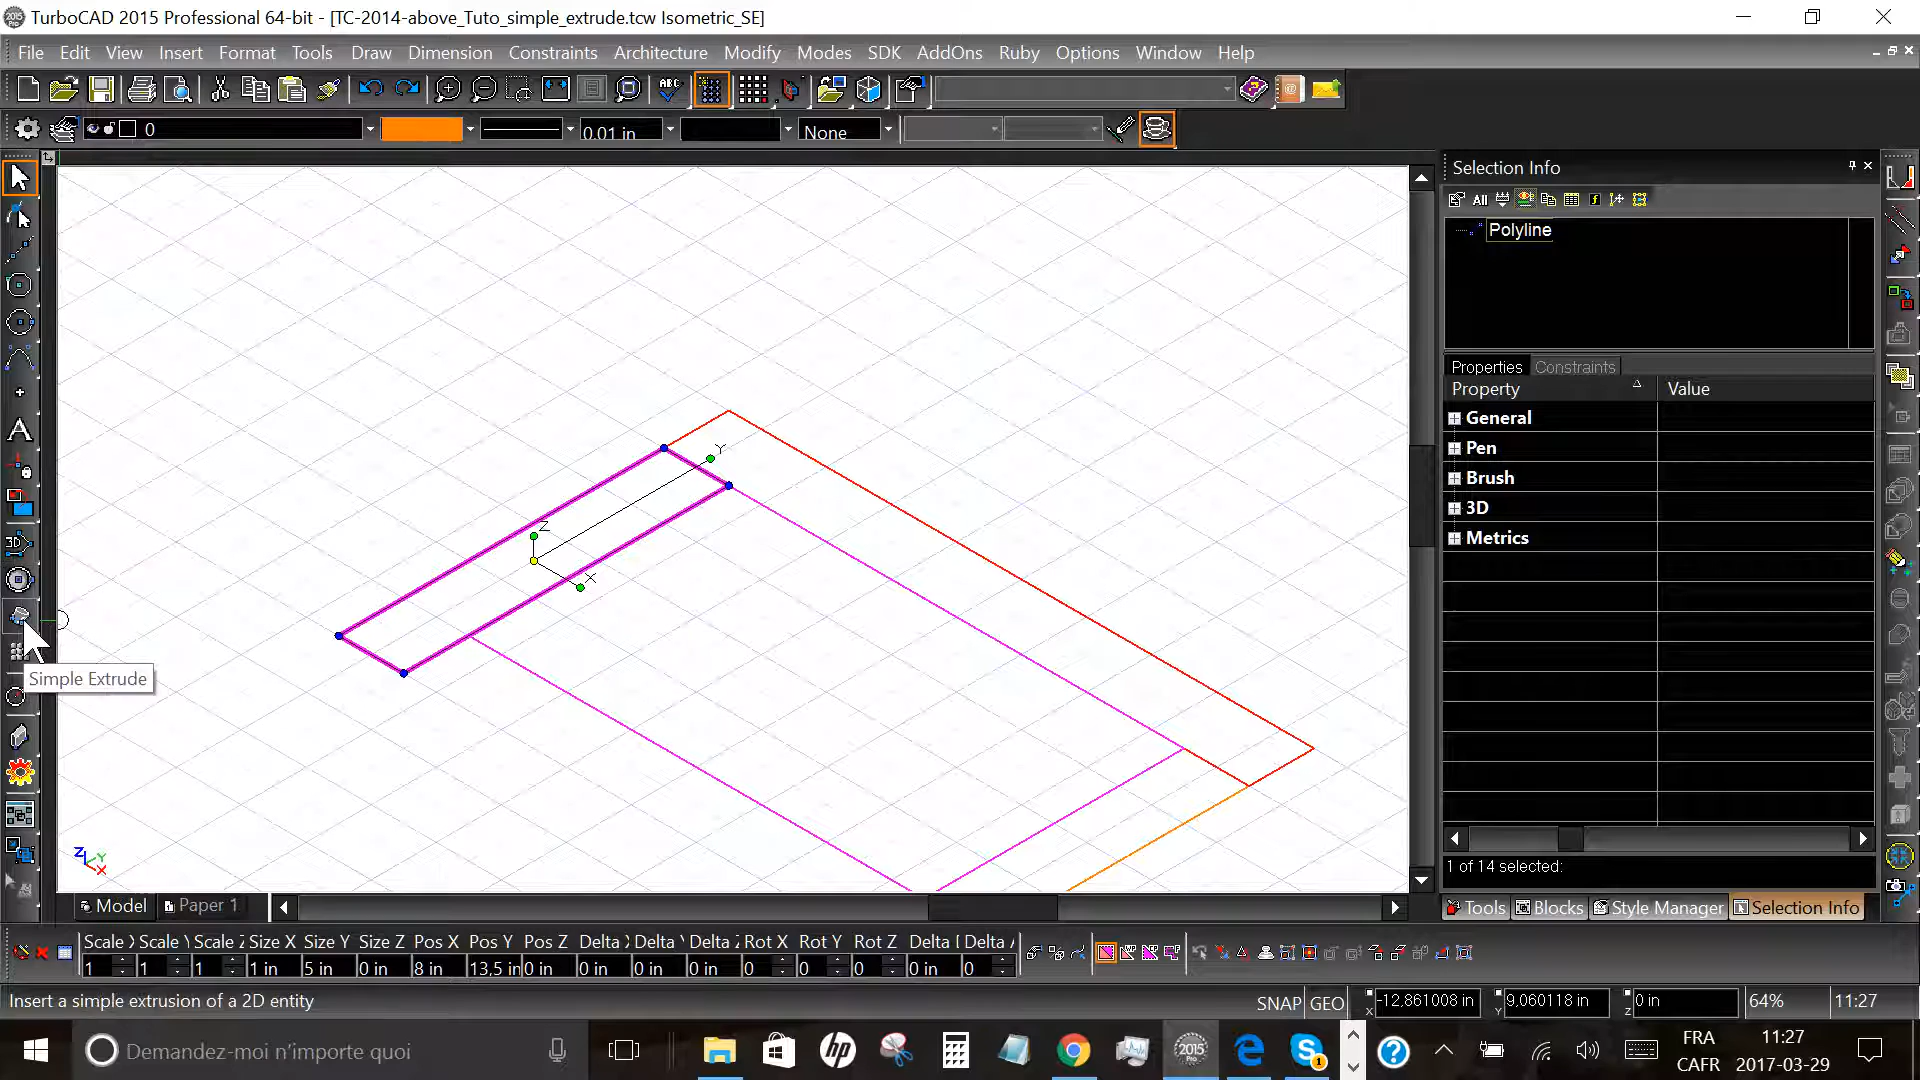 TurboCAD 2015 Professional 64-bit - [TC-2014-above_Tuto_simple_extrude.tcw Isometric_SE]
File Edit View Insert Format Tools Draw Dimension Constraints Architecture Modify Modes SDK AddOns Ruby Options Window Help
ABC
0 0.01 in None
Selection Info
All
Polyline
Properties Constraints
Property Value
General
Pen
Brush
3D
Metrics
Y
Z
X
A
3D
Simple Extrude
Z Y
X
1 of 14 selected:
Model Paper 1
Tools Blocks Style Manager Selection Info
Scale X Scale Y Scale Z Size X Size Y Size Z Pos X Pos Y Pos Z Delta X Delta Y Delta Z Rot X Rot Y Rot Z Delta Delta
1 1 1 1 in 5 in 0 in 8 in 13,5 in 0 in 0 in 0 in 0 in 0 0 0 0 in 0
Insert a simple extrusion of a 2D entity
SNAP GEO X -12,861008 in Y 9,060118 in Z 0 in 64% 11:27
Demandez-moi n'importe quoi
hp
2015
FRA
CAFR
11:27
2017-03-29